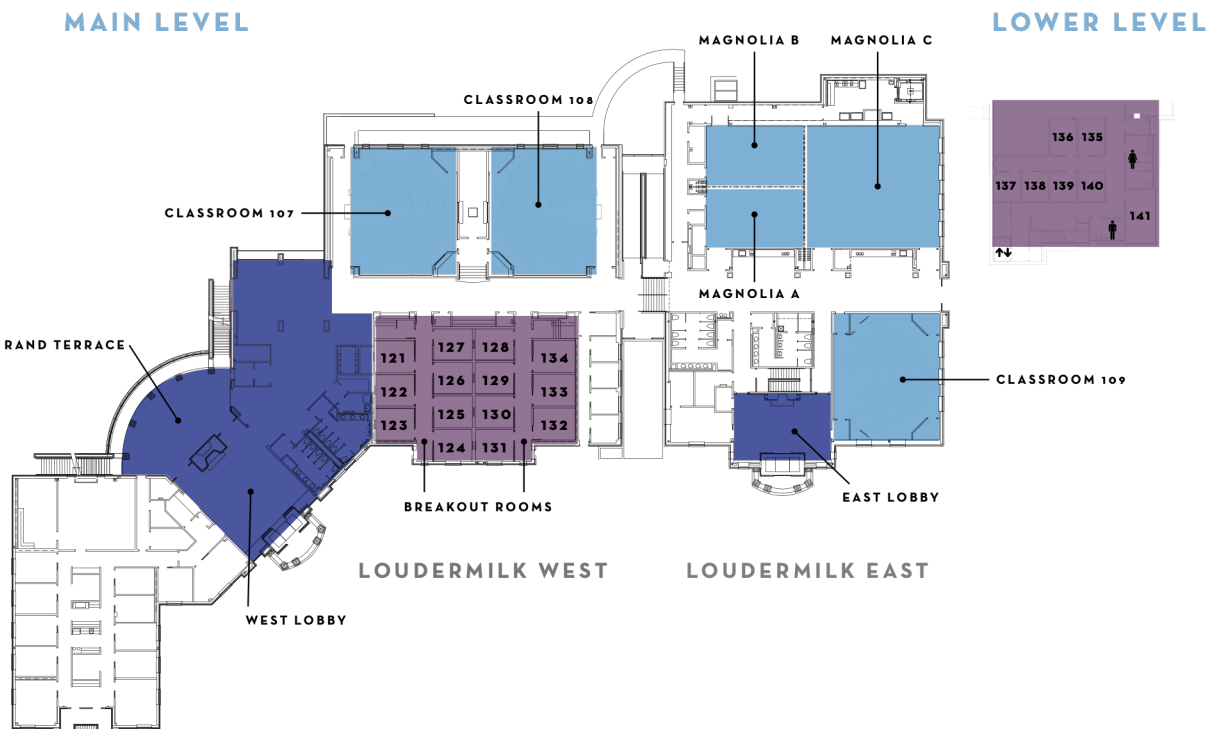 MAIN LEVEL
LOWER LEVEL
MAGNOLIA B
MAGNOLIA C
CLASSROOM 108
136 135
CLASSROOM 107
137 138 139 140
141
MAGNOLIA A
RAND TERRACE
121
127
128
134
122
126
129
133
CLASSROOM 109
123
125
130
132
124
131
EAST LOBBY
BREAKOUT ROOMS
LOUDERMILK WEST
LOUDERMILK EAST
WEST LOBBY